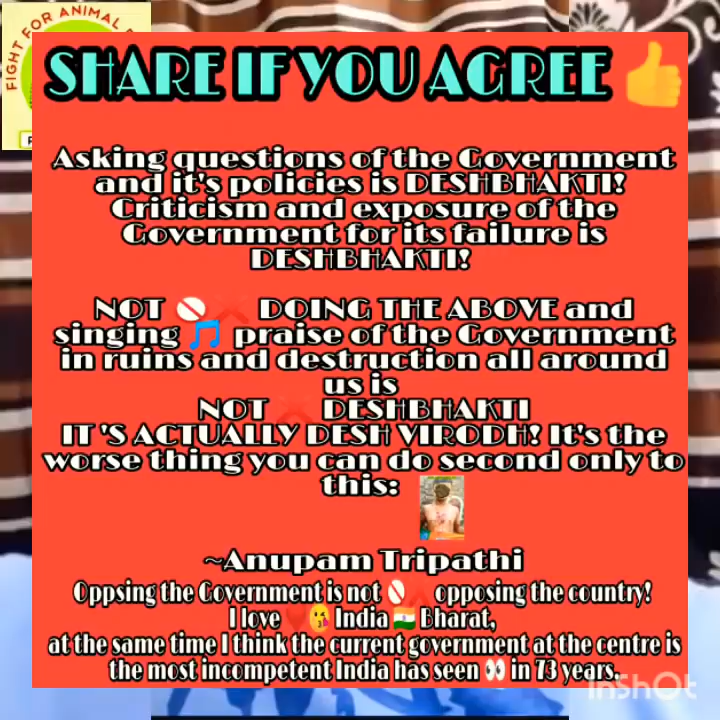 FIGHT FOR ANIMAL
SHARE IF YOU AGREE 👍
Asking questions of the Government
and it's policies is DESHBHAKTI!
Criticism and exposure of the
Government for its failure is
DESHBHAKTI!
NOT 🚫❌ DOING THE ABOVE and
singing 🎵 praise of the Government
in ruins and destruction all around
us is
NOT ❌ DESHBHAKTI
IT 'S ACTUALLY DESH VIRODH! It's the
worse thing you can do second only to
this:
~Anupam Tripathi
Oppsing the Government is not 🚫❌ opposing the country!
I love ❤️😘 India 🇮🇳 Bharat,
at the same time I think the current government at the centre is
the most incompetent India has seen 👀 in 73 years.
InShOt